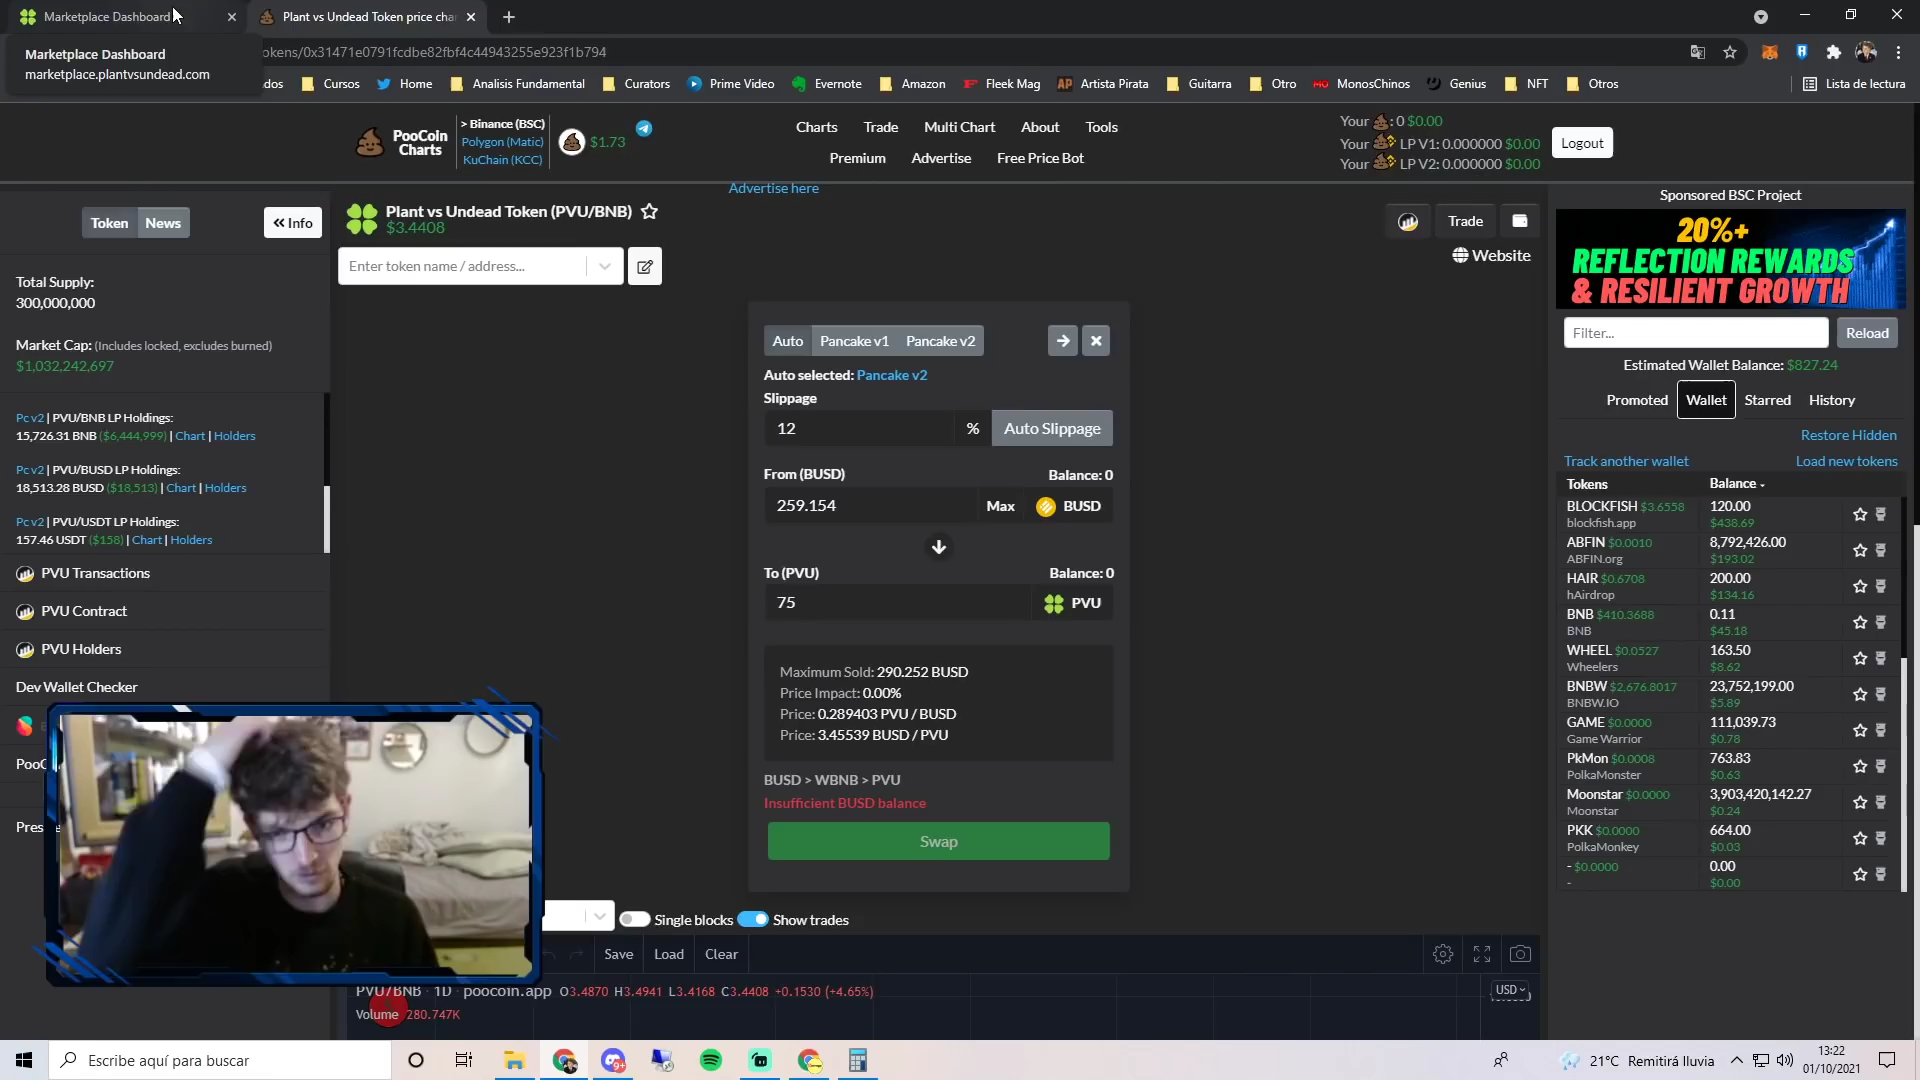 Marketplace Dashboard
Plant vs Undead Token price cha
Marketplace Dashboard
marketplace.plantvsundead.com
okens/0x31471e0791fcdbe82fbf4c44943255e923f1b794
dos
Cursos
Home
Analisis Fundamental
Curators
Prime Video
Evernote
Amazon
Fleek Mag
Artista Pirata
Guitarra
Otro
MonosChinos
Genius
NFT
Otros
Lista de lectura
PooCoin
Charts
> Binance (BSC)
Polygon (Matic)
KuChain (KCC)
$1.73
Charts
Trade
Multi Chart
About
Tools
Premium
Advertise
Free Price Bot
Your : 0 $0.00
Your LP V1: 0.000000 $0.00
Your LP V2: 0.000000 $0.00
Logout
Advertise here
Token
News
« Info
Total Supply:
300,000,000
Market Cap: (Includes locked, excludes burned)
$1,032,242,697
Pc v2 | PVU/BNB LP Holdings:
15,726.31 BNB ($6,444,999) | Chart | Holders
Pc v2 | PVU/BUSD LP Holdings:
18,513.28 BUSD ($18,513) | Chart | Holders
Pc v2 | PVU/USDT LP Holdings:
157.46 USDT ($158) | Chart | Holders
PVU Transactions
PVU Contract
PVU Holders
Dev Wallet Checker
PooC
Pres
Plant vs Undead Token (PVU/BNB)
$3.4408
Enter token name / address...
Trade
Website
Auto
Pancake v1
Pancake v2
Auto selected: Pancake v2
Slippage
12
%
Auto Slippage
From (BUSD)
Balance: 0
259.154
Max
BUSD
To (PVU)
Balance: 0
75
PVU
Maximum Sold: 290.252 BUSD
Price Impact: 0.00%
Price: 0.289403 PVU / BUSD
Price: 3.45539 BUSD / PVU
BUSD > WBNB > PVU
Insufficient BUSD balance
Swap
Single blocks
Show trades
Save
Load
Clear
PVU/BNB · 1D · poocoin.app O3.4870 H3.4941 L3.4168 C3.4408 +0.1530 (+4.65%)
Volume 280.747K
USD
Sponsored BSC Project
20%+
REFLECTION REWARDS
& RESILIENT GROWTH
Filter...
Reload
Estimated Wallet Balance: $827.24
Promoted
Wallet
Starred
History
Restore Hidden
Track another wallet
Load new tokens
Tokens
Balance
BLOCKFISH $3.6558 120.00
blockfish.app $438.69
ABFIN $0.0010 8,792,426.00
ABFIN.org $193.02
HAIR $0.6708 200.00
hAirdrop $134.16
BNB $410.3688 0.11
BNB $45.18
WHEEL $0.0527 163.50
Wheelers $8.62
BNBW $2,676.8017 23,752,199.00
BNBW.IO $5.89
GAME $0.0000 111,039.73
Game Warrior $0.78
PkMon $0.0008 763.83
PolkaMonster $0.63
Moonstar $0.0000 3,903,420,142.27
Moonstar $0.24
PKK $0.0000 664.00
PolkaMonkey $0.03
- $0.0000 0.00
- $0.00
Escribe aquí para buscar
21°C Remitirá lluvia
13:22
01/10/2021